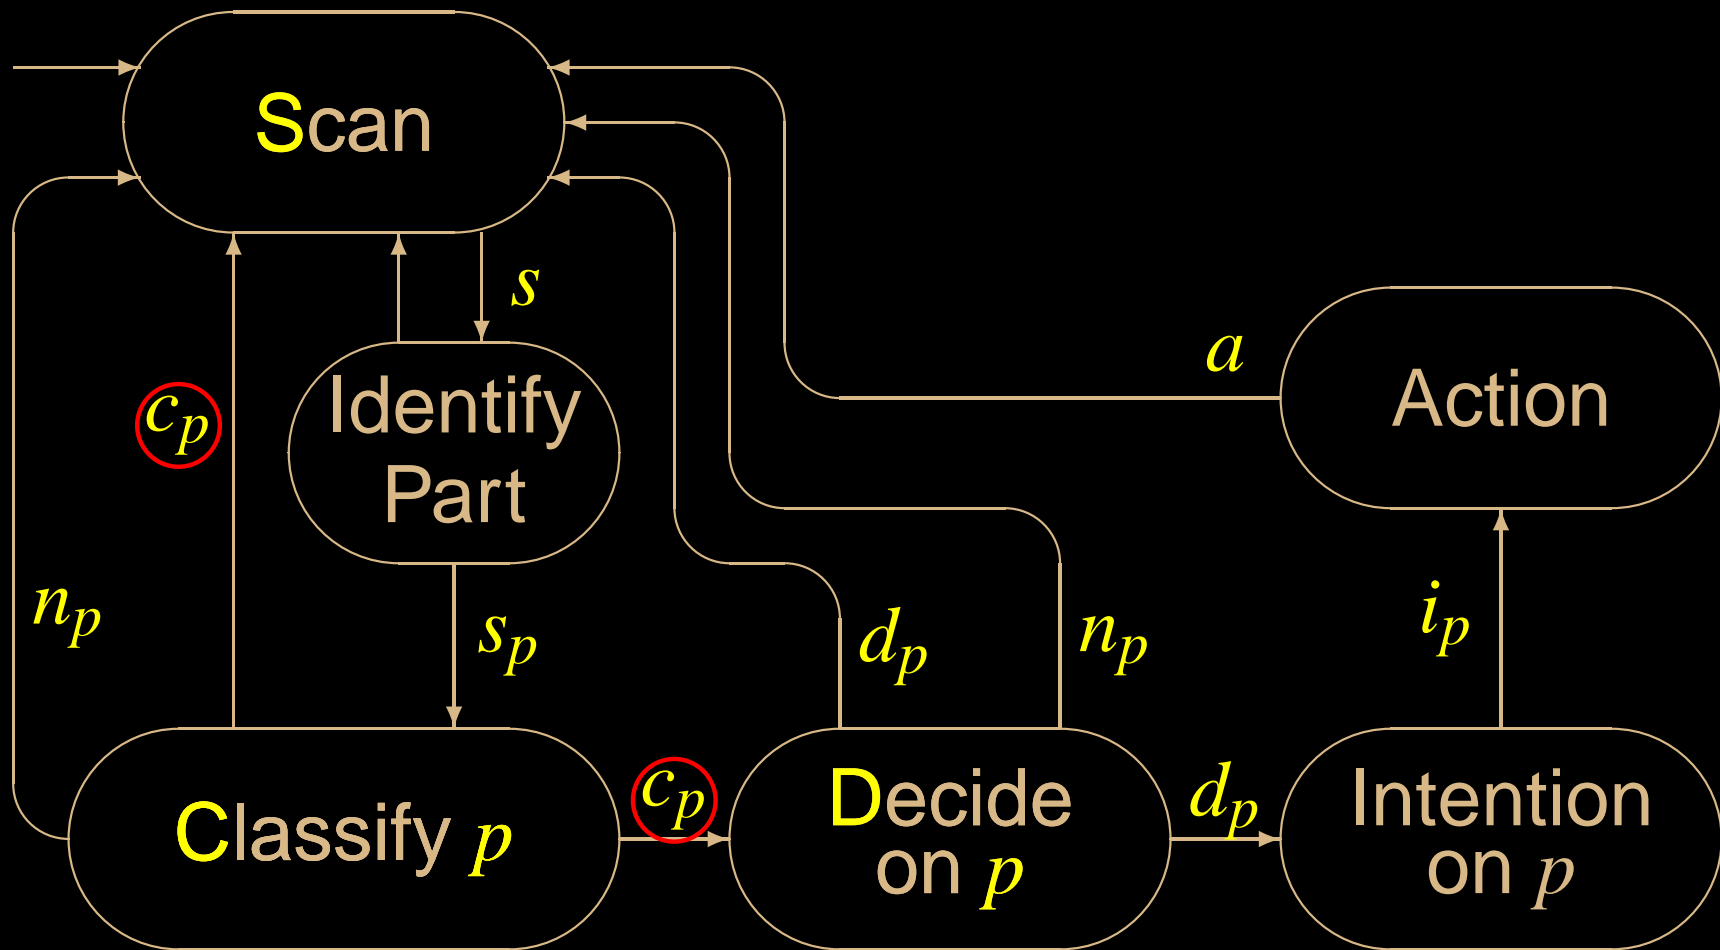 Scan
s
Identify
Part
c_p
a
Action
n_p
s_p
d_p
n_p
i_p
Classify p
c_p
Decide
on p
d_p
Intention
on p